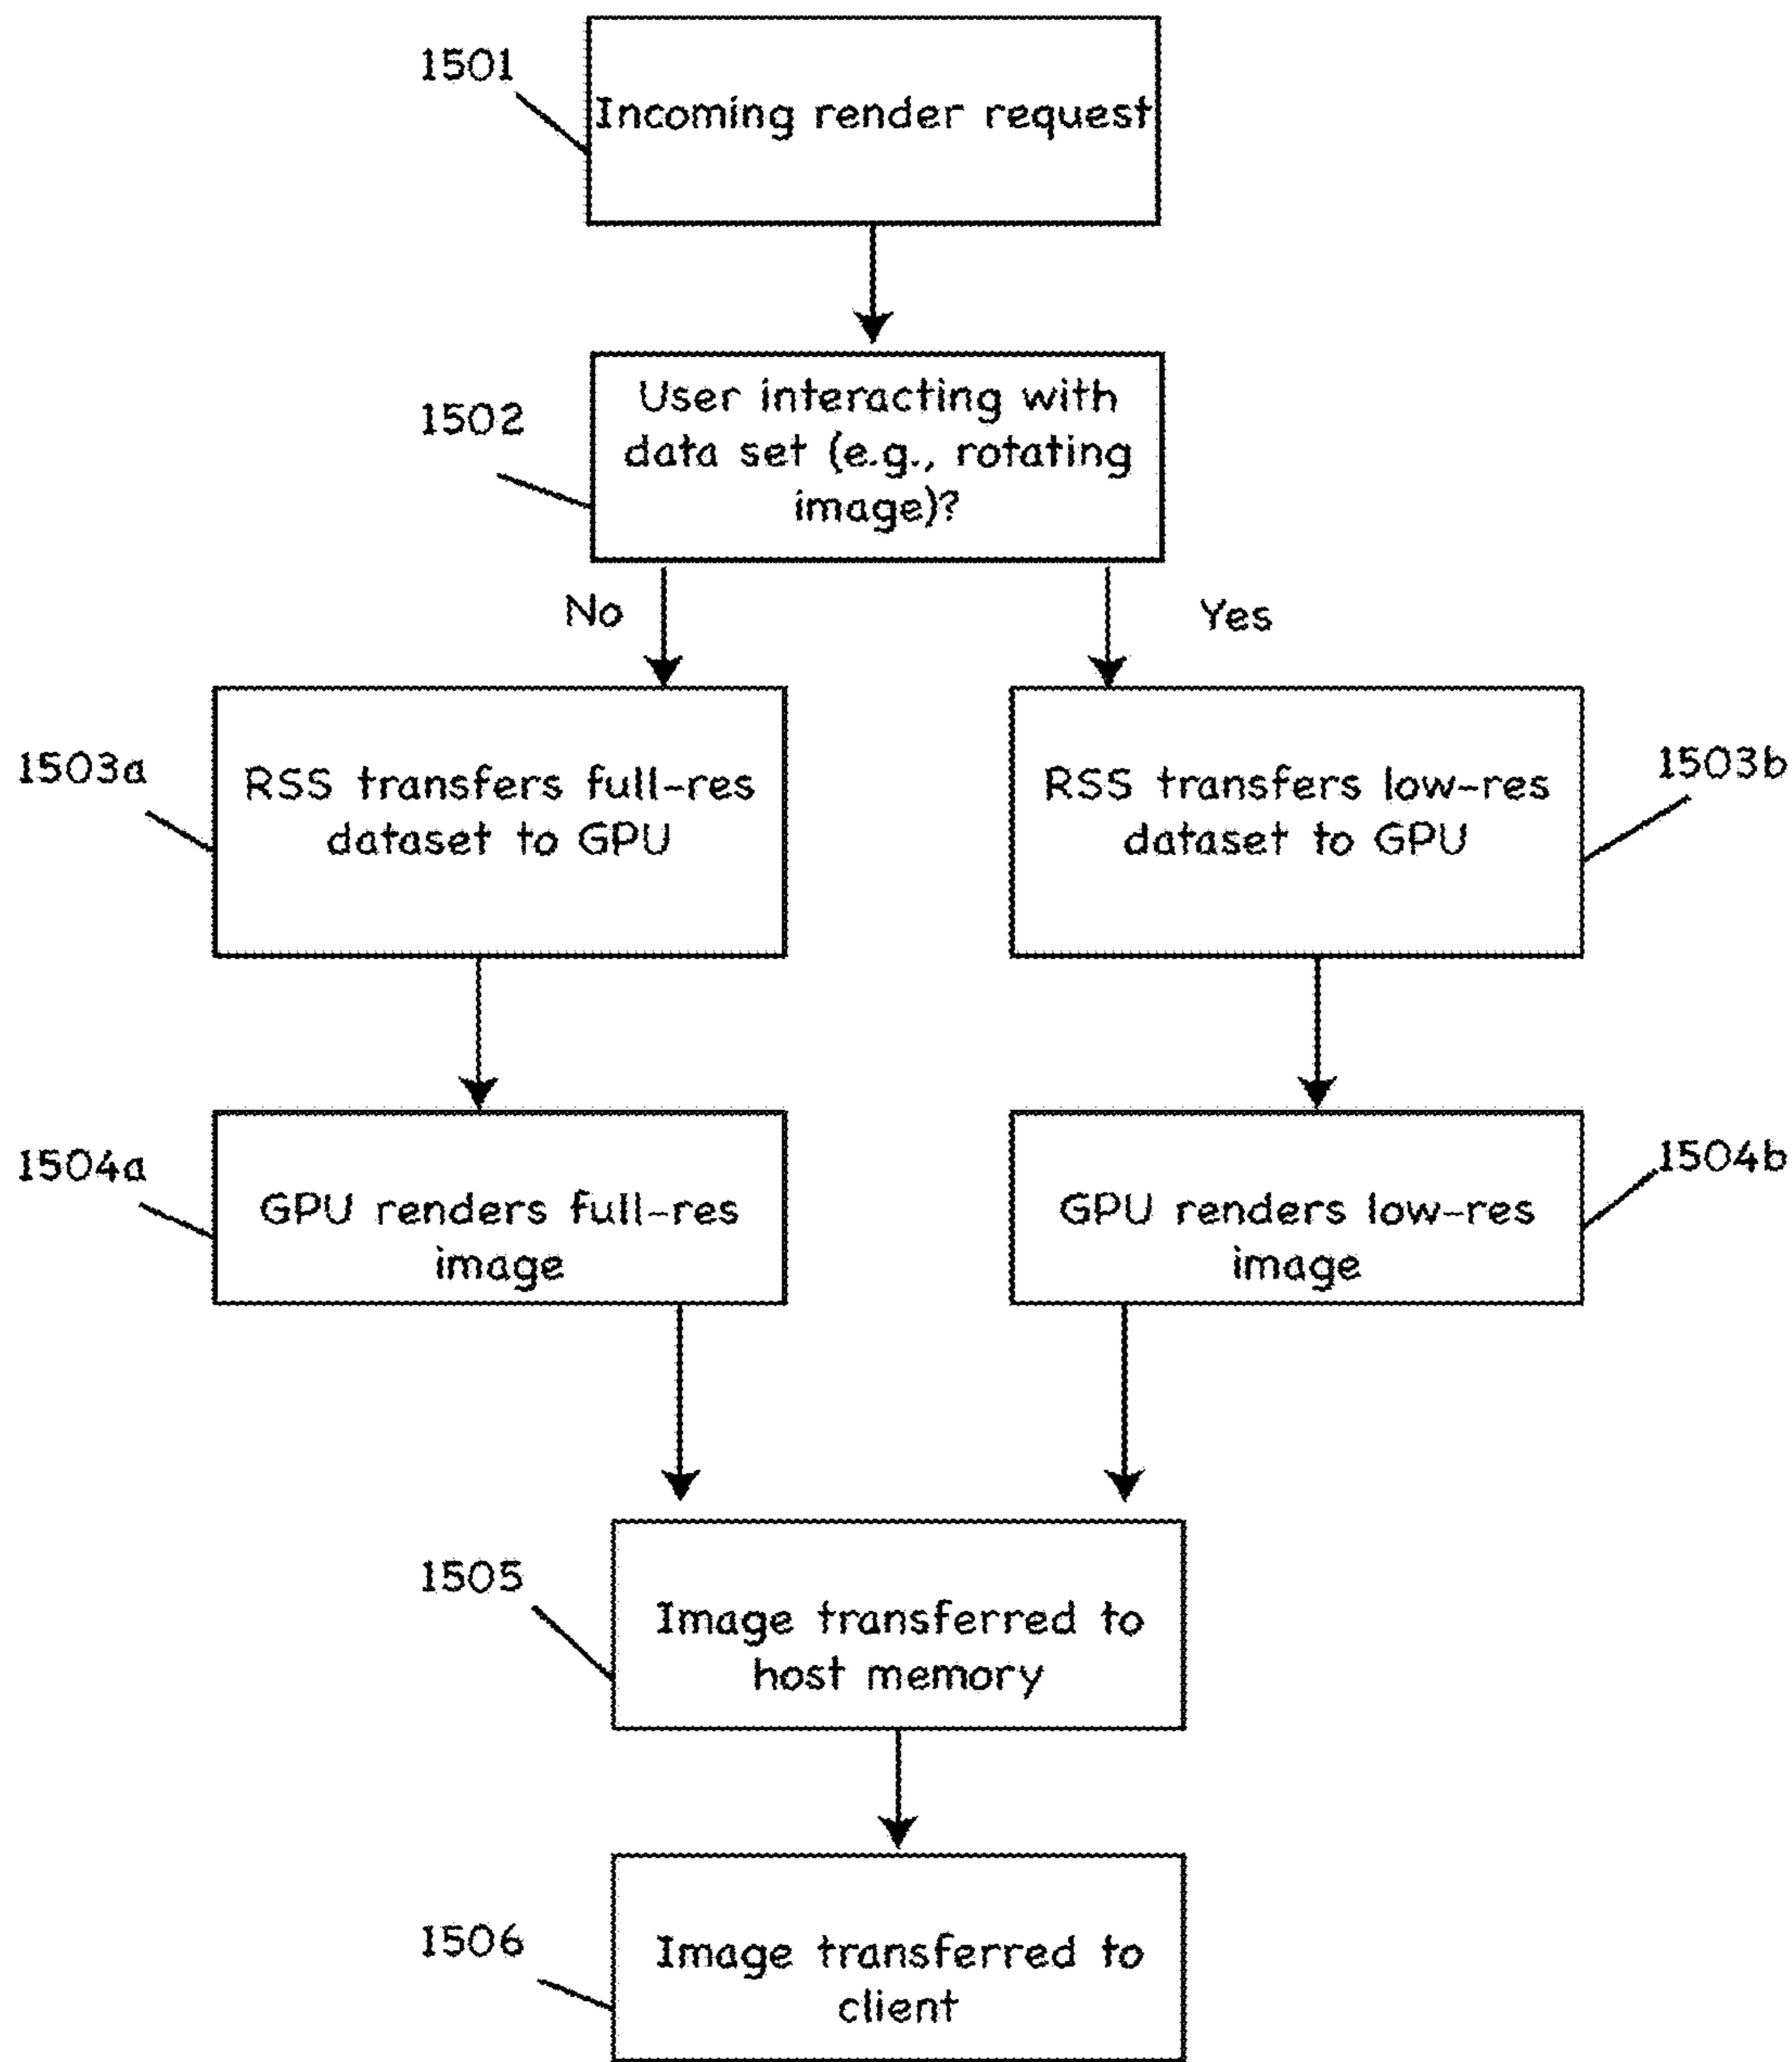 1501
Incoming render request
1502
User interacting with
data set (e.g., rotating
image)?
No
Yes
1503a
RSS transfers full-res
dataset to GPU
1503b
RSS transfers low-res
dataset to GPU
1504a
GPU renders full-res
image
1504b
GPU renders low-res
image
1505
Image transferred to
host memory
1506
Image transferred to
client